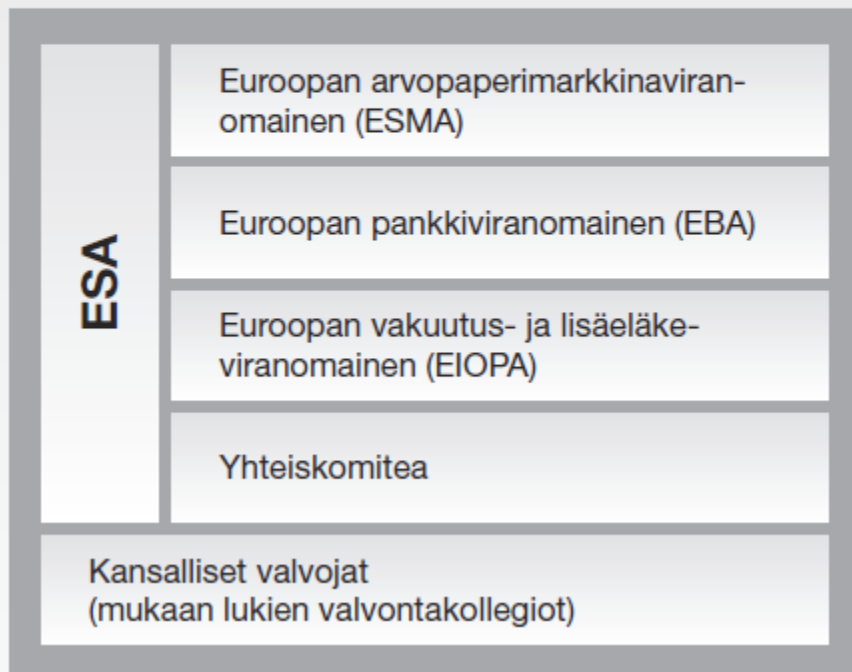 ESA
Euroopan arvopaperimarkkinaviran-
omainen (ESMA)
Euroopan pankkiviranomainen (EBA)
Euroopan vakuutus- ja lisäeläke-
viranomainen (EIOPA)
Yhteiskomitea
Kansalliset valvojat
(mukaan lukien valvontakollegiot)